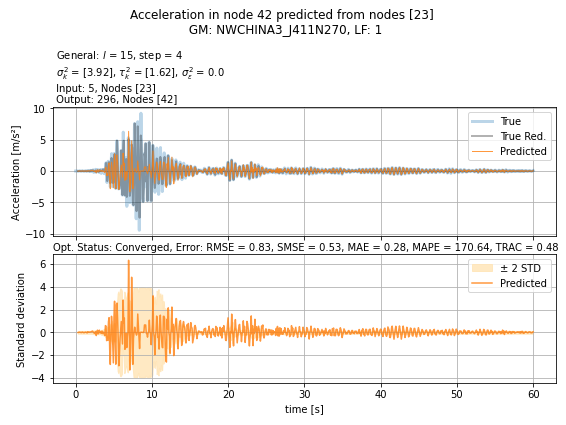 Acceleration in node 42 predicted from nodes [23]
GM: NWCHINA3_J411N270, LF: 1
General: l = 15, step = 4
σ²ₖ = [3.92], τ²ₖ = [1.62], σ²ε = 0.0
Input: 5, Nodes [23]
Output: 296, Nodes [42]
10
5
0
−5
−10
Acceleration [m/s²]
True
True Red.
Predicted
Opt. Status: Converged, Error: RMSE = 0.83, SMSE = 0.53, MAE = 0.28, MAPE = 170.64, TRAC = 0.48
6
4
2
0
−2
−4
Standard deviation
± 2 STD
Predicted
0 10 20 30 40 50 60
time [s]